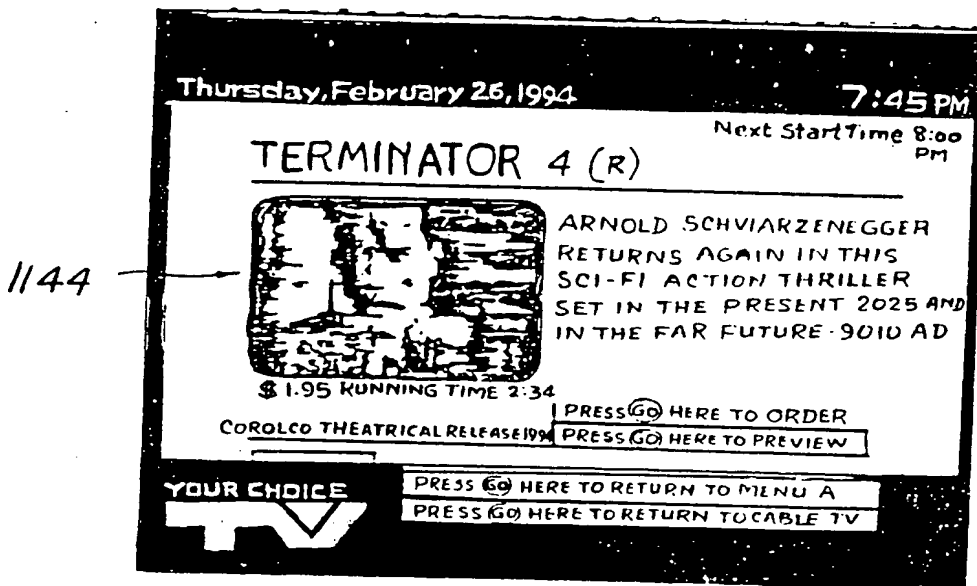 Thursday, February 26, 1994 7:45 PM
Next Start Time 8:00
PM
TERMINATOR 4 (R)
1144
ARNOLD SCHVIARZENEGGER
RETURNS AGAIN IN THIS
SCI-FI ACTION THRILLER
SET IN THE PRESENT 2025 AND
IN THE FAR FUTURE-9010 AD
$1.95 RUNNING TIME 2:34
PRESS GO HERE TO ORDER
COROLCO THEATRICAL RELEASE 1994
PRESS GO HERE TO PREVIEW
YOUR CHOICE
TV
PRESS GO HERE TO RETURN TO MENU A
PRESS GO HERE TO RETURN TO CABLE TV